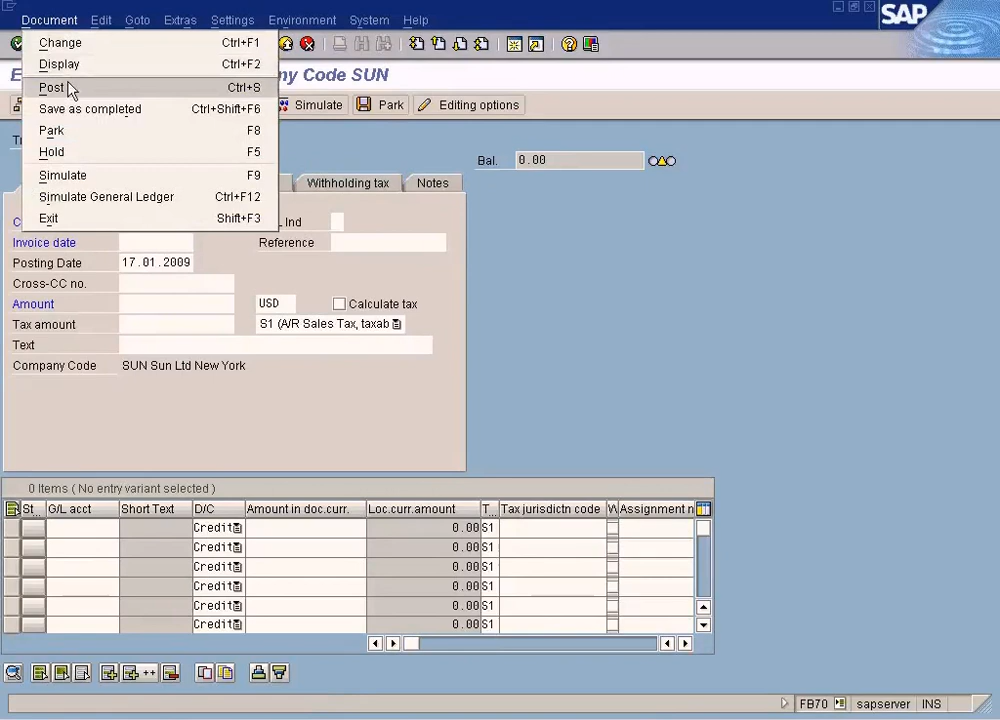 Document Edit Goto Extras Settings Environment System Help
SAP
Change Ctrl+F1
Display Ctrl+F2
Post Ctrl+S
Save as completed Ctrl+Shift+F6
Park F8
Hold F5
Simulate F9
Simulate General Ledger Ctrl+F12
Exit Shift+F3
ny Code SUN
Simulate Park Editing options
Bal. 0.00
Withholding tax Notes
Ind
Invoice date Reference
Posting Date 17.01.2009
Cross-CC no.
Amount USD Calculate tax
Tax amount S1 (A/R Sales Tax, taxab
Text
Company Code SUN Sun Ltd New York
0 Items ( No entry variant selected )
St... G/L acct Short Text D/C Amount in doc.curr. Loc.curr.amount T... Tax jurisdictn code W Assignment n
Credit 0.00 S1
Credit 0.00 S1
Credit 0.00 S1
Credit 0.00 S1
Credit 0.00 S1
Credit 0.00 S1
FB70 sapserver INS